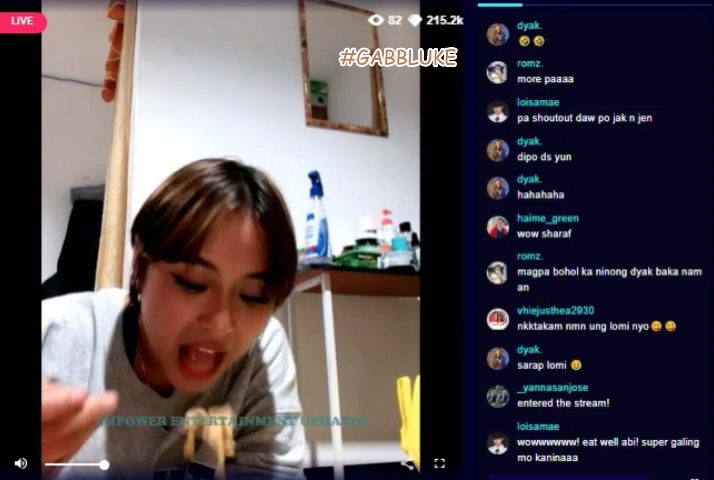 LIVE
82 215.2k
#GABBLUKE
EMPOWER ENTERTAINMENT UPDATES
dyak.
🤣 🤣
romz.
more paaaa
loisamae
pa shoutout daw po jak n jen
dyak.
dipo ds yun
dyak.
hahahaha
haime_green
wow sharaf
romz.
magpa bohol ka ninong dyak baka nam
an
vhiejusthea2930
nkktakam nmn ung lomi nyo😄 😄
dyak.
sarap lomi
_yannasanjose
entered the stream!
loisamae
wowwwwwww! eat well abi! super galing
mo kaninaaa